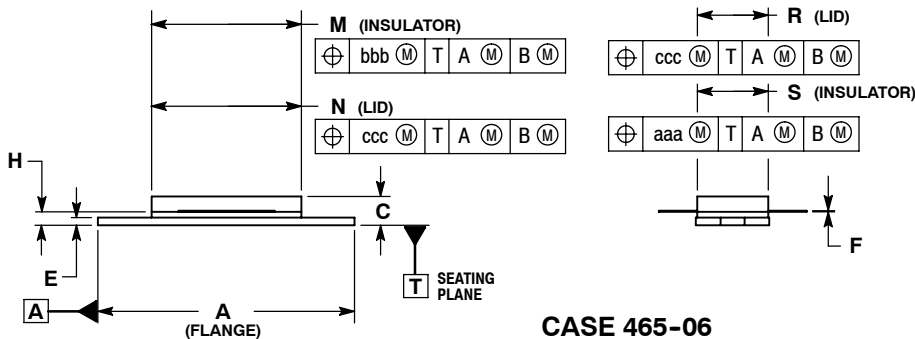 M (INSULATOR)
⌖ bbb Ⓜ T A Ⓜ B Ⓜ
N (LID)
⌖ ccc Ⓜ T A Ⓜ B Ⓜ
R (LID)
⌖ ccc Ⓜ T A Ⓜ B Ⓜ
S (INSULATOR)
⌖ aaa Ⓜ T A Ⓜ B Ⓜ
H
C
E
F
A
A
(FLANGE)
T
SEATING
PLANE
CASE 465-06